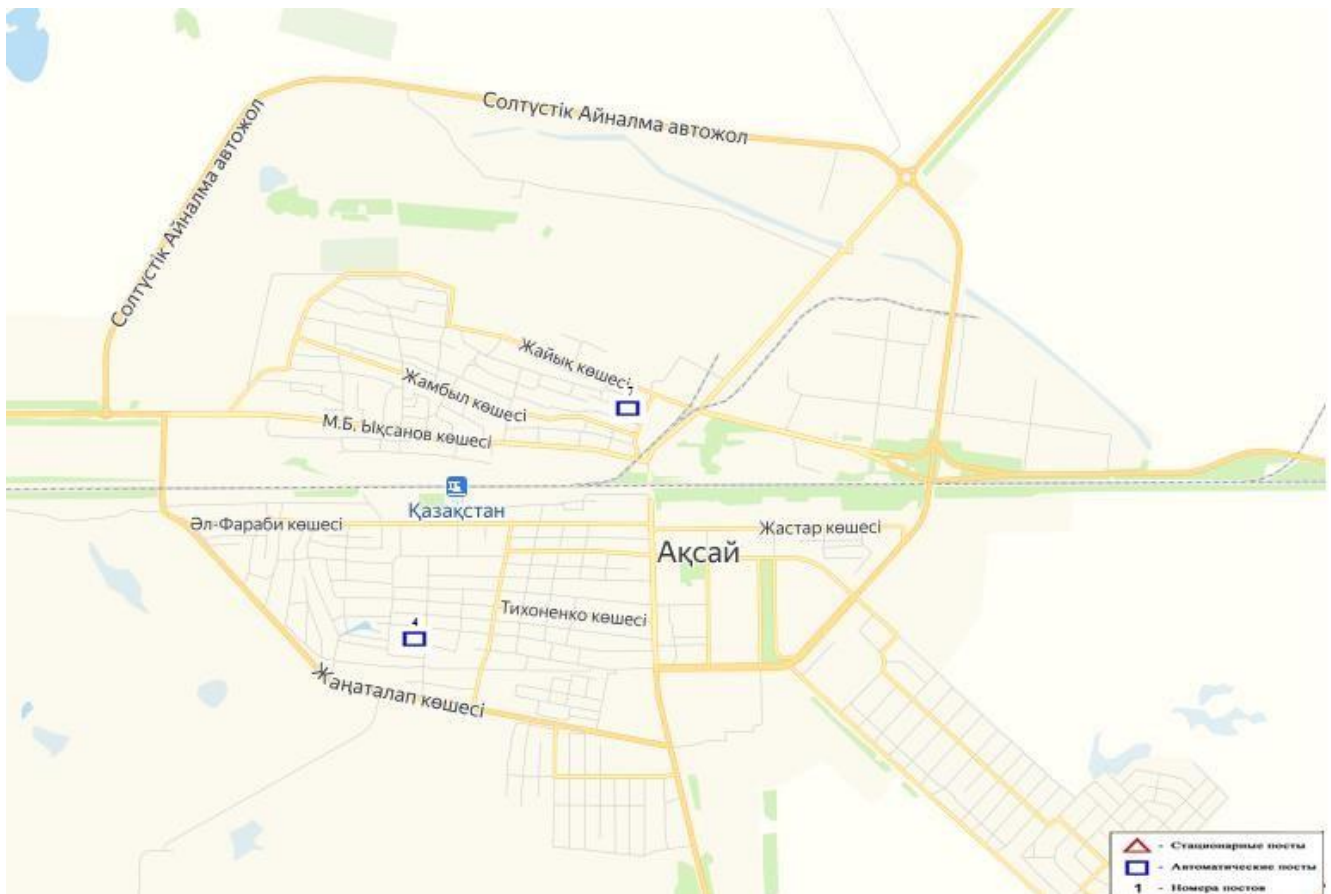 Солтүстік Айналма автожол
Солтүстік Айналма автожол
Жайық көшесі
Жамбыл көшесі
М.Б. Ықсанов көшесі
Қазақстан
Әл-Фараби көшесі
Жастар көшесі
Ақсай
Тихоненко көшесі
4
Жаңаталап көшесі
- Стационарные посты
- Автоматические посты
1 - Номера постов